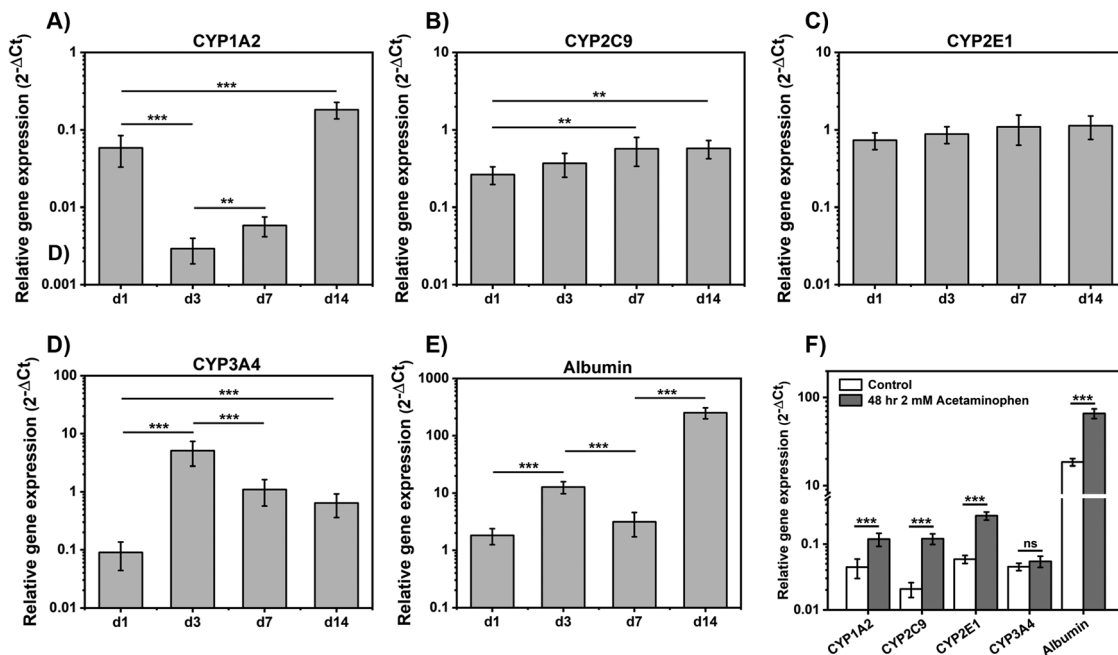 A)
CYP1A2
Relative gene expression (2-ΔCt)
1
0.1
0.01
0.001
D)
***
***
**
d1 d3 d7 d14
B)
CYP2C9
Relative gene expression (2-ΔCt)
10
1
0.1
0.01
**
**
d1 d3 d7 d14
C)
CYP2E1
Relative gene expression (2-ΔCt)
10
1
0.1
0.01
d1 d3 d7 d14
D)
CYP3A4
Relative gene expression (2-ΔCt)
100
10
1
0.1
0.01
***
*** ***
d1 d3 d7 d14
E)
Albumin
Relative gene expression (2-ΔCt)
1000
100
10
1
0.1
***
***
***
d1 d3 d7 d14
F)
Relative gene expression (2-ΔCt)
Control
48 hr 2 mM Acetaminophen
100
10
0.1
0.01
*** *** *** ns ***
CYP1A2 CYP2C9 CYP2E1 CYP3A4 Albumin